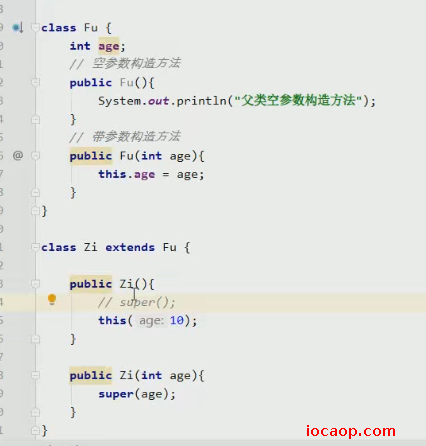 class Fu {
int age;
// 空参数构造方法
public Fu(){
System.out.println("父类空参数构造方法");
}
// 带参数构造方法
public Fu(int age){
this.age = age;
}
}
class Zi extends Fu {
public Zi(){
// super();
this( age: 10);
}
public Zi(int age){
super(age);
}
}
iocaop.com